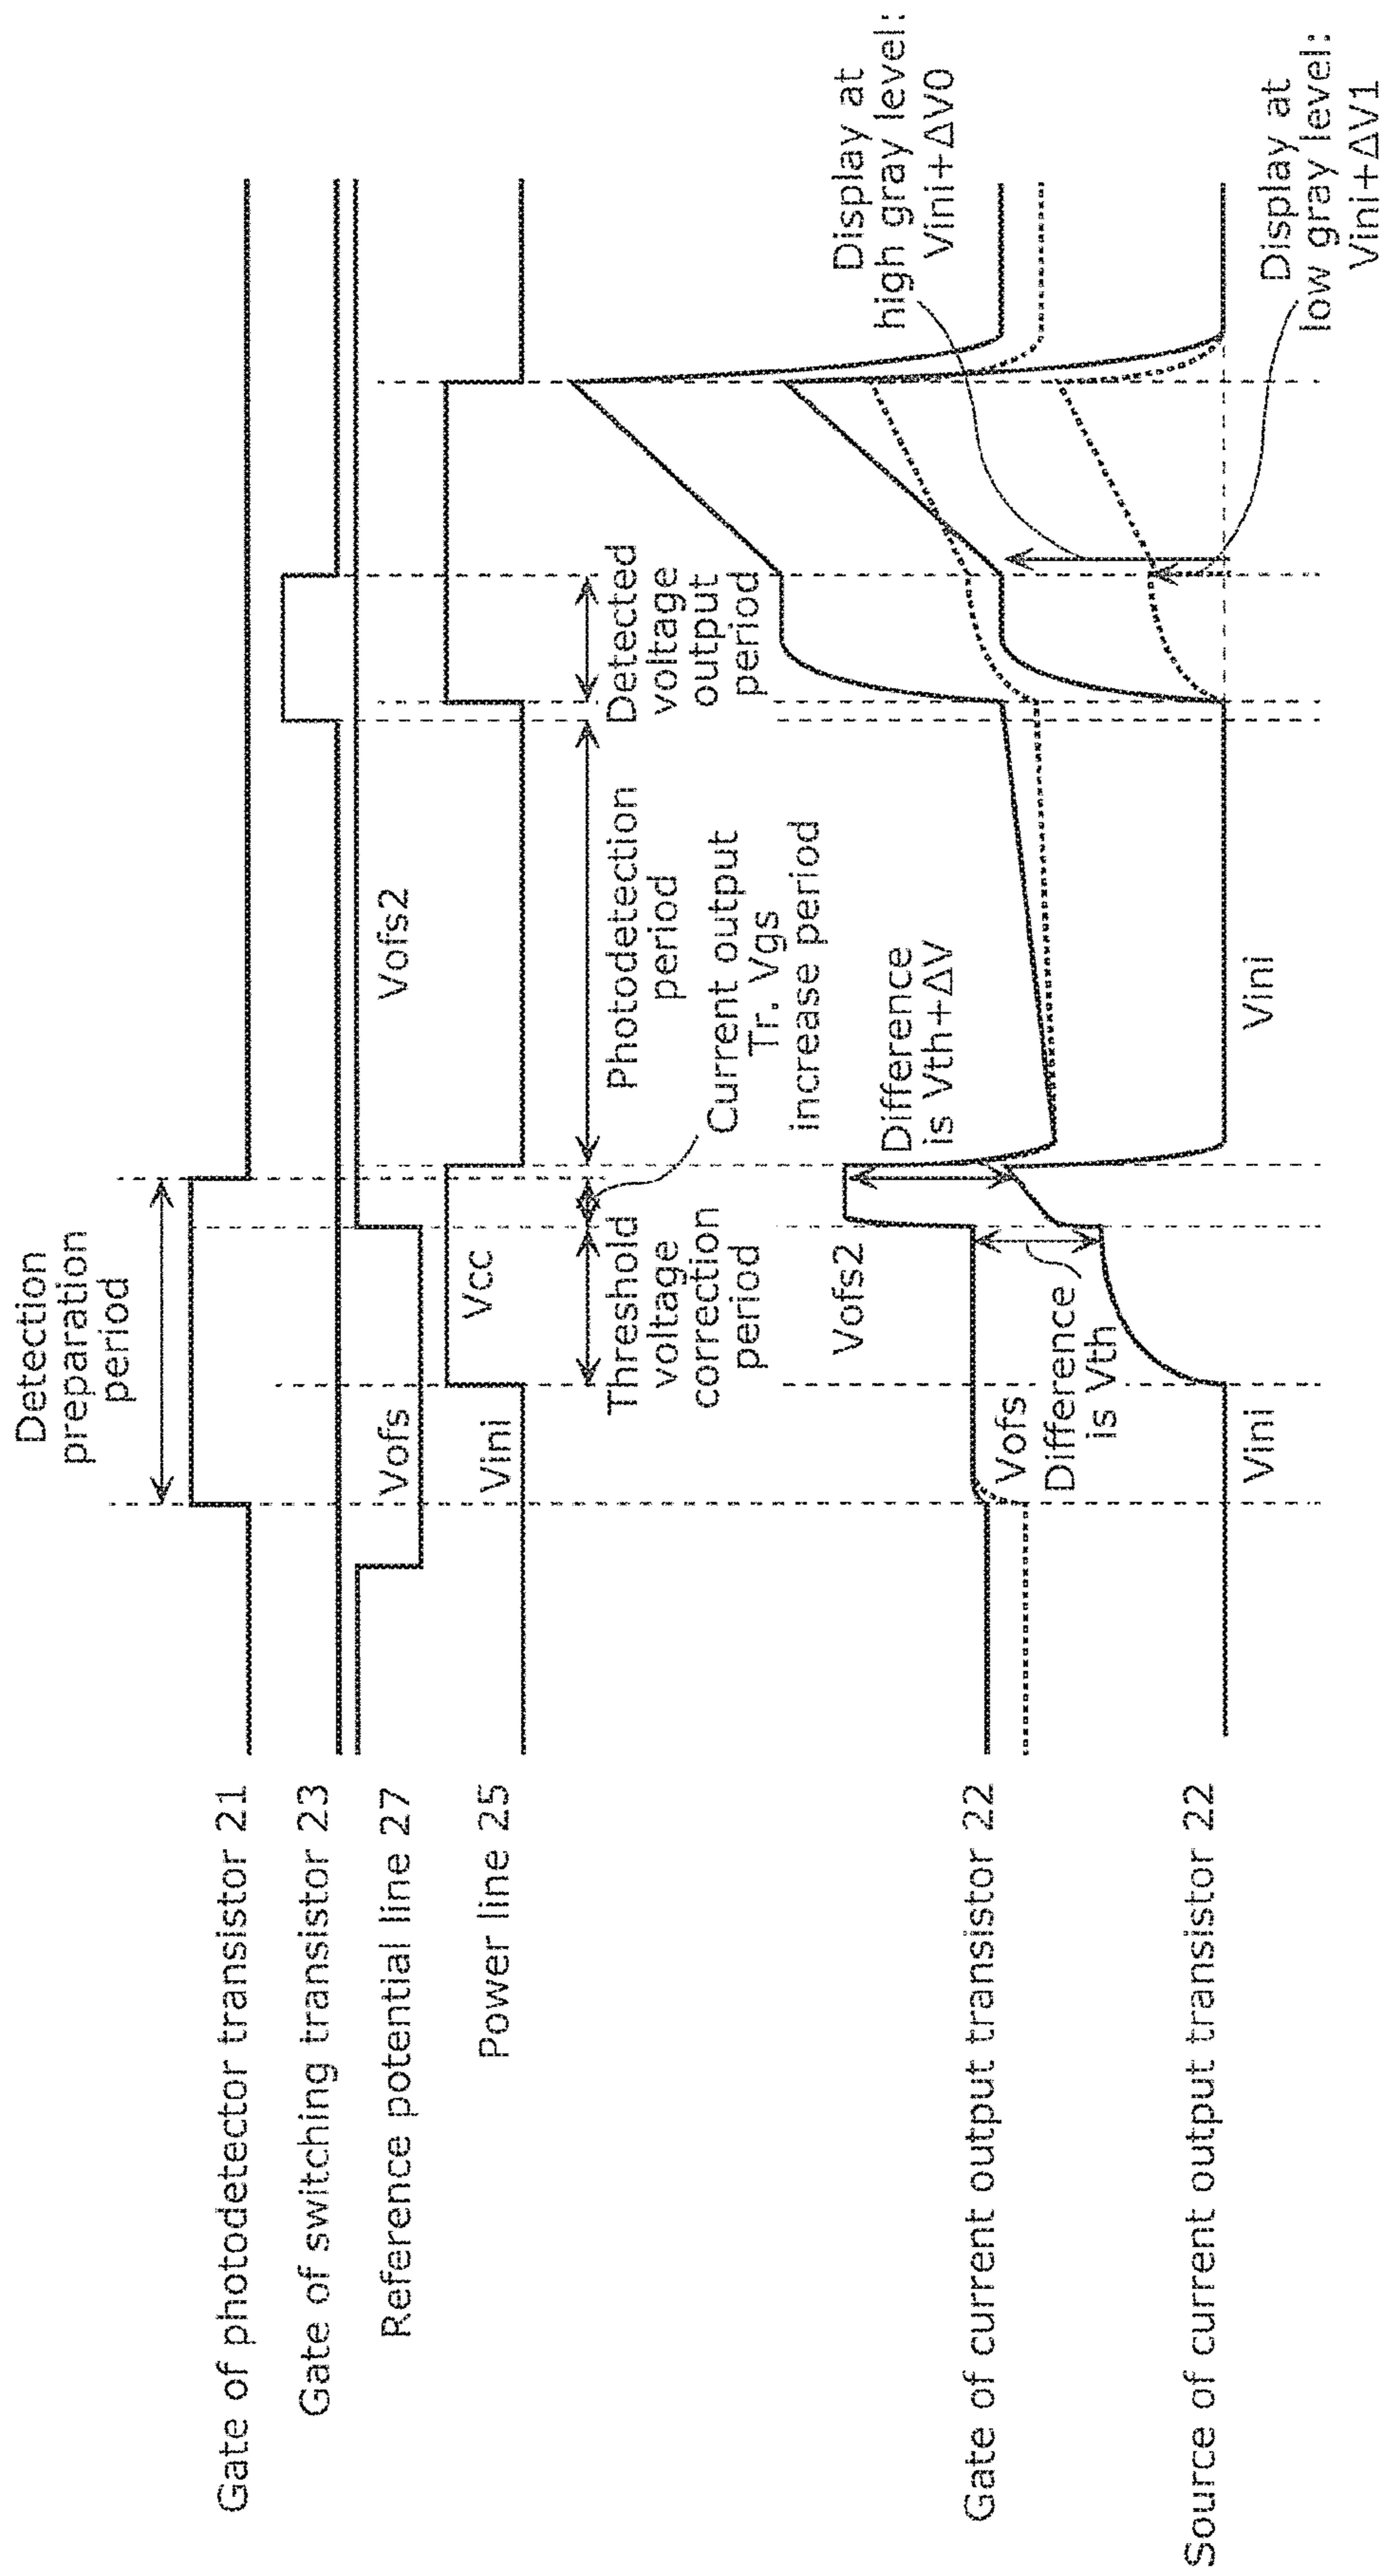 Detection
preparation
period
Gate of photodetector transistor 21
Gate of switching transistor 23
Reference potential line 27
Vofs
Vofs2
Power line 25
Vini
Vcc
Threshold
voltage
correction
period
Current output
Tr. Vgs
increase period
Photodetection
period
Detected
voltage
output
period
Gate of current output transistor 22
Vofs
Vofs2
Difference
is Vth
Difference
is Vth+ΔV
Display at
high gray level:
Vini+ΔV0
Source of current output transistor 22
Vini
Vini
Display at
low gray level:
Vini+ΔV1